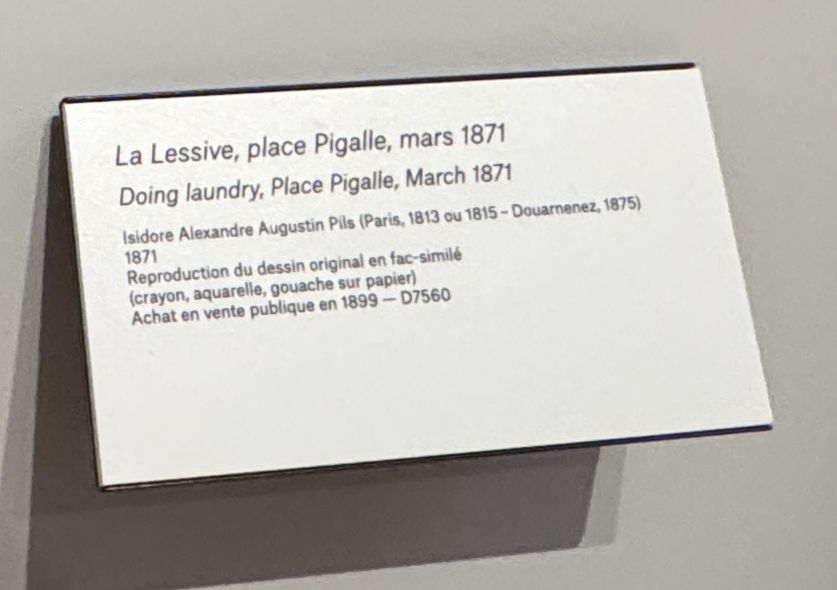 La Lessive, place Pigalle, mars 1871
Doing laundry, Place Pigalle, March 1871
Isidore Alexandre Augustin Pils (Paris, 1813 ou 1815 – Douarnenez, 1875)
1871
Reproduction du dessin original en fac-similé
(crayon, aquarelle, gouache sur papier)
Achat en vente publique en 1899 — D7560